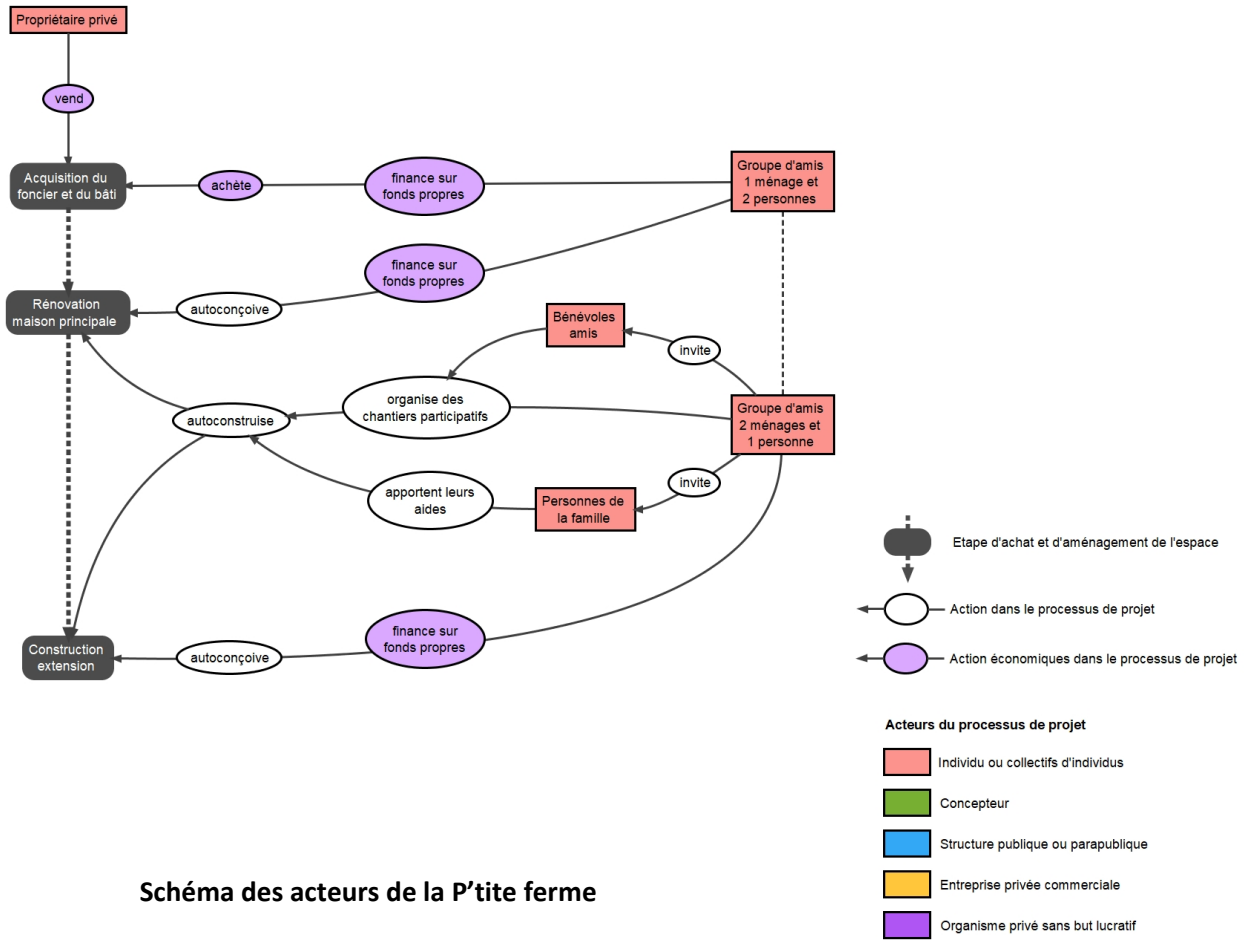 Propriétaire privé
vend
Acquisition du
foncier et du bâti
achète
finance sur
fonds propres
Groupe d'amis
1 ménage et
2 personnes
finance sur
fonds propres
Rénovation
maison principale
autoconçoive
Bénévoles
amis
invite
organise des
chantiers participatifs
autoconstruise
Groupe d'amis
2 ménages et
1 personne
invite
apportent leurs
aides
Personnes de
la famille
Construction
extension
autoconçoive
finance sur
fonds propres
Etape d'achat et d'aménagement de l'espace
Action dans le processus de projet
Action économiques dans le processus de projet
Acteurs du processus de projet
Individu ou collectifs d'individus
Concepteur
Structure publique ou parapublique
Entreprise privée commerciale
Organisme privé sans but lucratif
Schéma des acteurs de la P'tite ferme